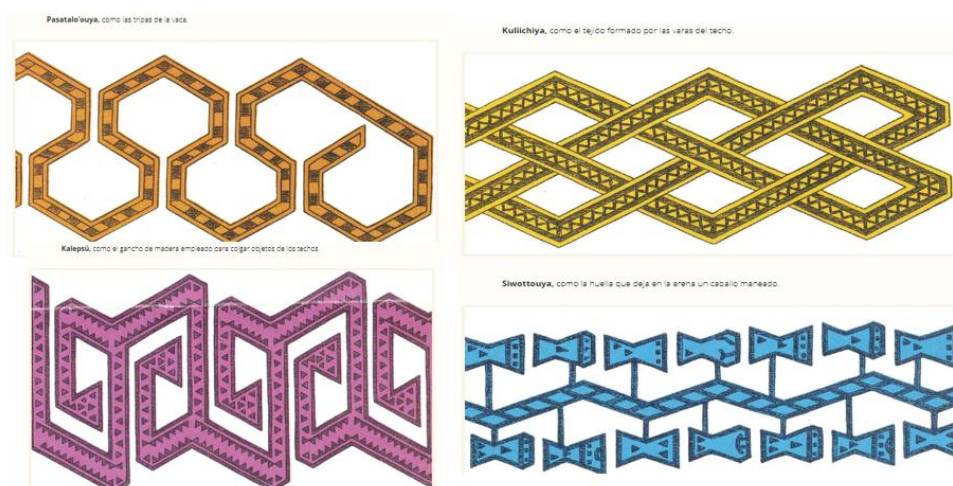 Pasatalo'ouya, como las tripas de la vaca.
Kuliichiya, como el tejido formado por las varas del techo.
Kalepsü, como el gancho de madera empleado para colgar objetos de los techos.
Siwottouya, como la huella que deja en la arena un caballo maneado.